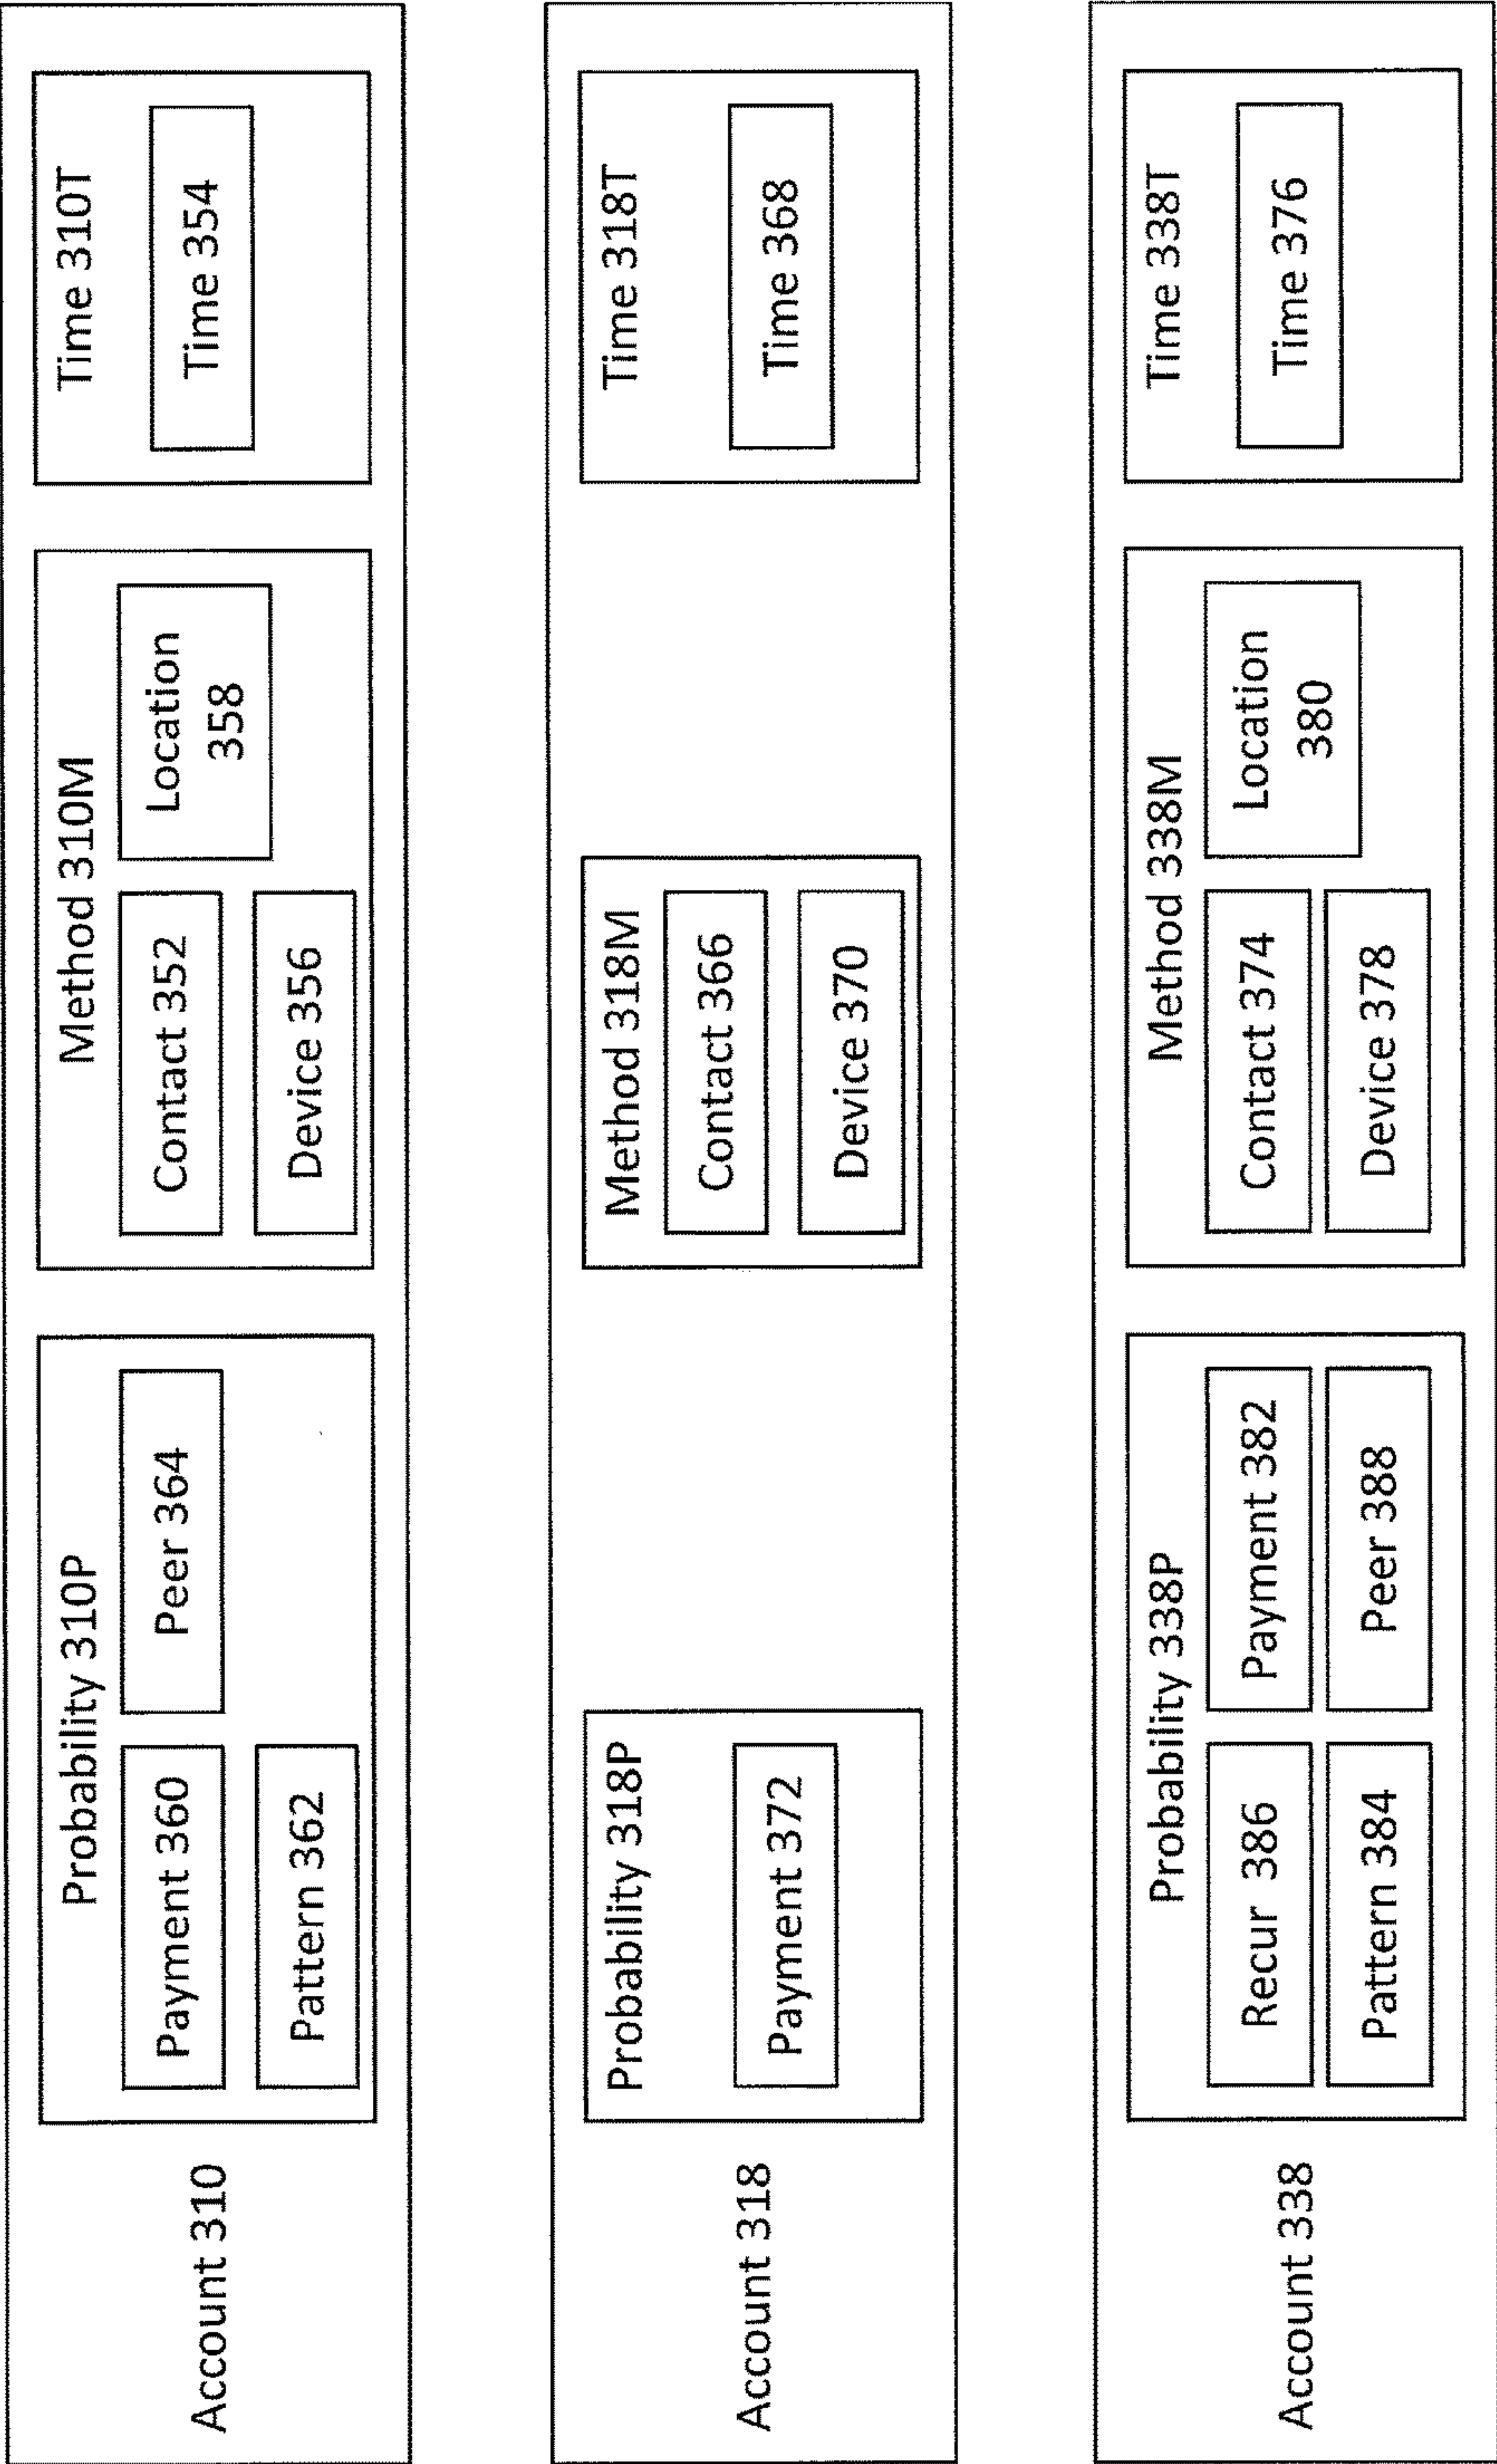 Account 310
Probability 310P
Payment 360
Peer 364
Pattern 362
Method 310M
Contact 352
Location
358
Device 356
Time 310T
Time 354
Account 318
Probability 318P
Payment 372
Method 318M
Contact 366
Device 370
Time 318T
Time 368
Account 338
Probability 338P
Recur 386
Payment 382
Pattern 384
Peer 388
Method 338M
Contact 374
Location
380
Device 378
Time 338T
Time 376